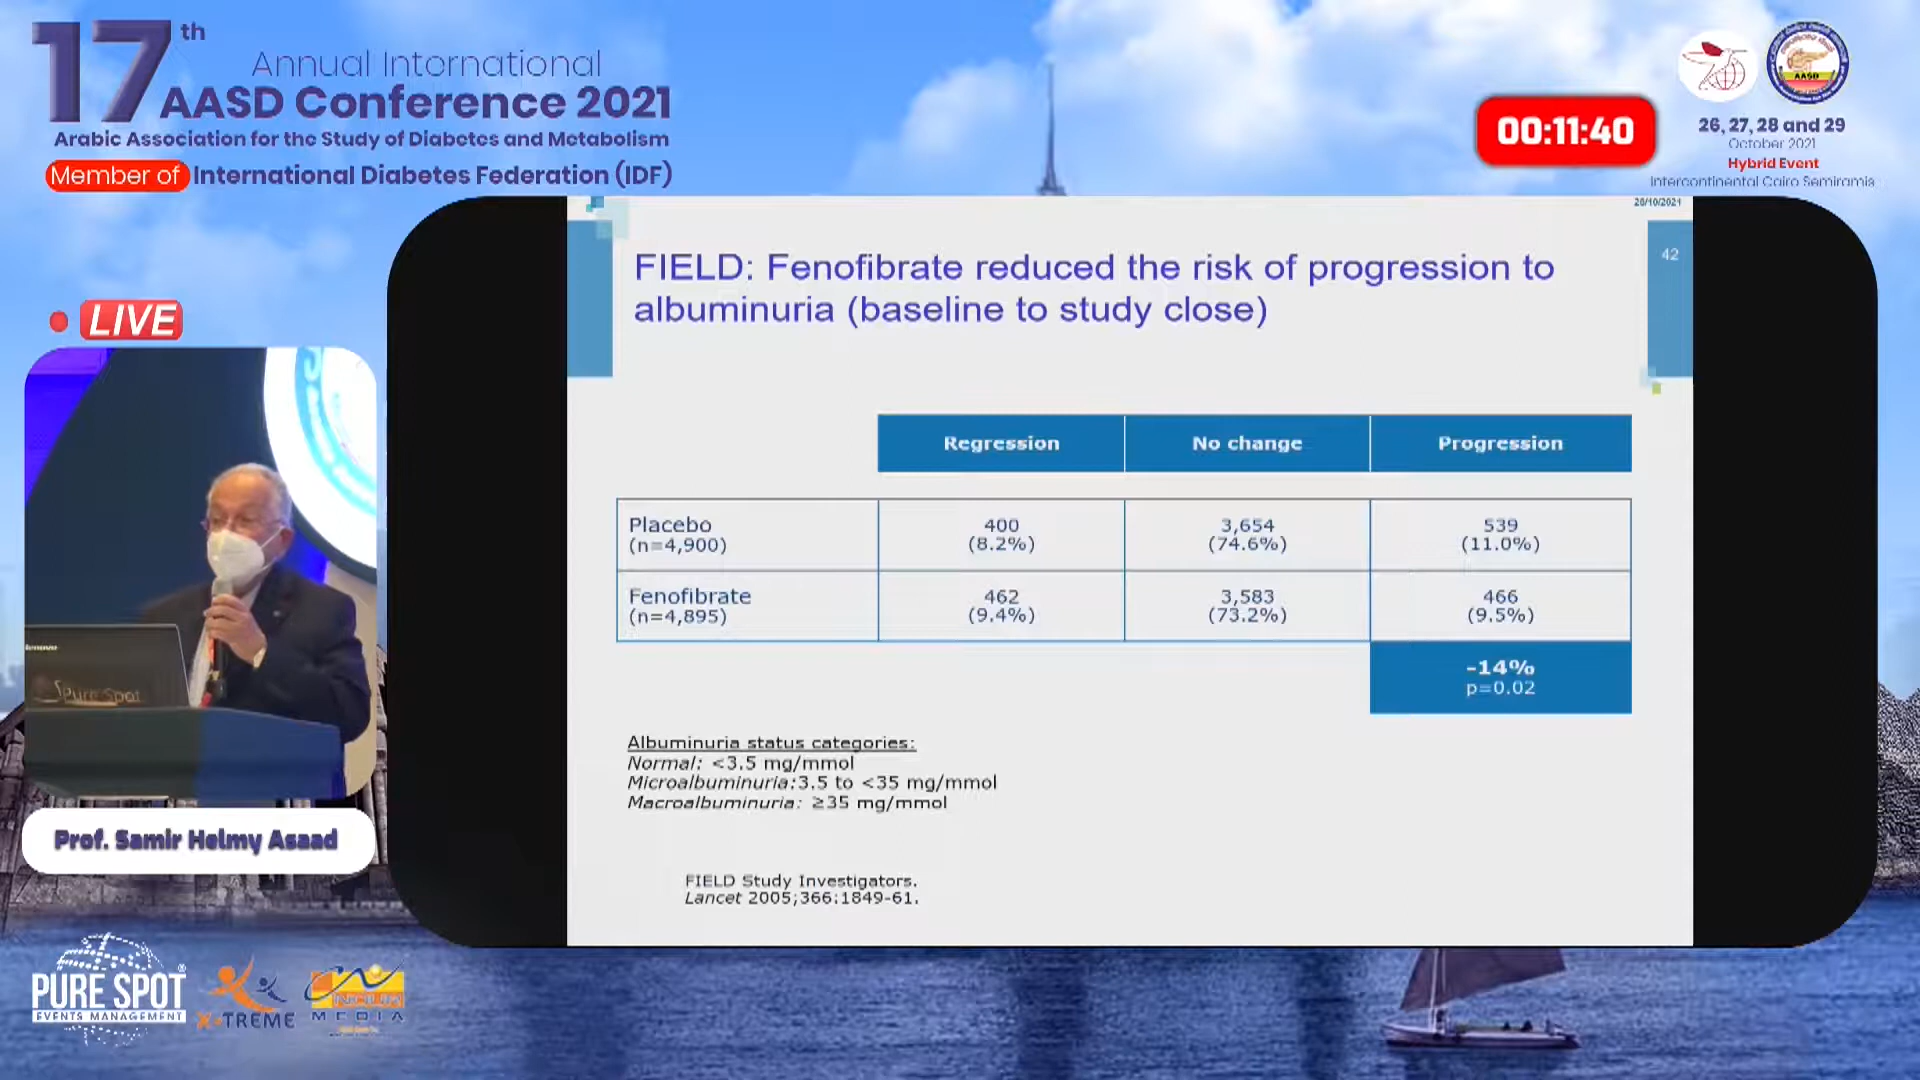 17th
Annual International
AASD Conference 2021
Arabic Association for the Study of Diabetes and Metabolism
Member of International Diabetes Federation (IDF)
00:11:40
AASD
26, 27, 28 and 29
October 2021
Hybrid Event
Intercontinental Cairo Semiramis
LIVE
28/10/2021
42
FIELD: Fenofibrate reduced the risk of progression to
albuminuria (baseline to study close)
Regression No change Progression
Placebo
(n=4,900)
400
(8.2%)
3,654
(74.6%)
539
(11.0%)
Fenofibrate
(n=4,895)
462
(9.4%)
3,583
(73.2%)
466
(9.5%)
-14%
p=0.02
Albuminuria status categories:
Normal: <3.5 mg/mmol
Microalbuminuria:3.5 to <35 mg/mmol
Macroalbuminuria: ≥35 mg/mmol
FIELD Study Investigators.
Lancet 2005;366:1849-61.
lenovo
Pure Spot
Prof. Samir Helmy Asaad
PURE SPOT
EVENTS MANAGEMENT
X-TREME
NOUR
MEDIA